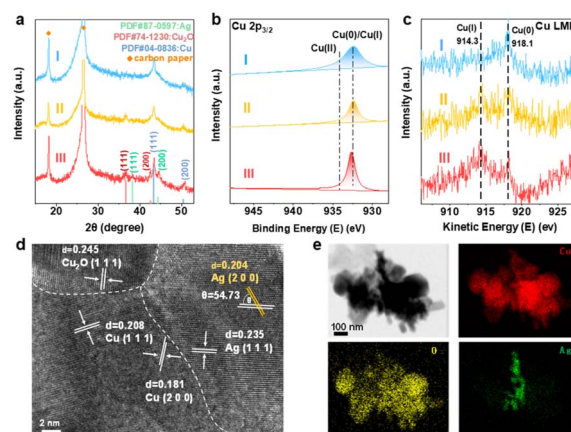 a
PDF#87-0597:Ag
PDF#74-1230:Cu₂O
PDF#04-0836:Cu
carbon paper
I
II
III
(111)
(111)
(111)
(200)
(200)
(200)
Intensity (a.u.)
20 30 40 50
2θ (degree)
b
Cu 2p3/2
Cu(0)/Cu(I)
Cu(II)
I
II
III
Intensity (a.u.)
945 940 935 930
Binding Energy (E) (eV)
c
Cu LMM
Cu(I)
914.3
Cu(0)
918.1
I
II
III
Intensity (a.u.)
910 915 920 925
Kinetic Energy (E) (ev)
d
d=0.245
Cu₂O (1 1 1)
d=0.204
Ag (2 0 0)
θ=54.73
θ
d=0.208
Cu (1 1 1)
d=0.235
Ag (1 1 1)
d=0.181
Cu (2 0 0)
2 nm
e
100 nm
Cu
O
Ag